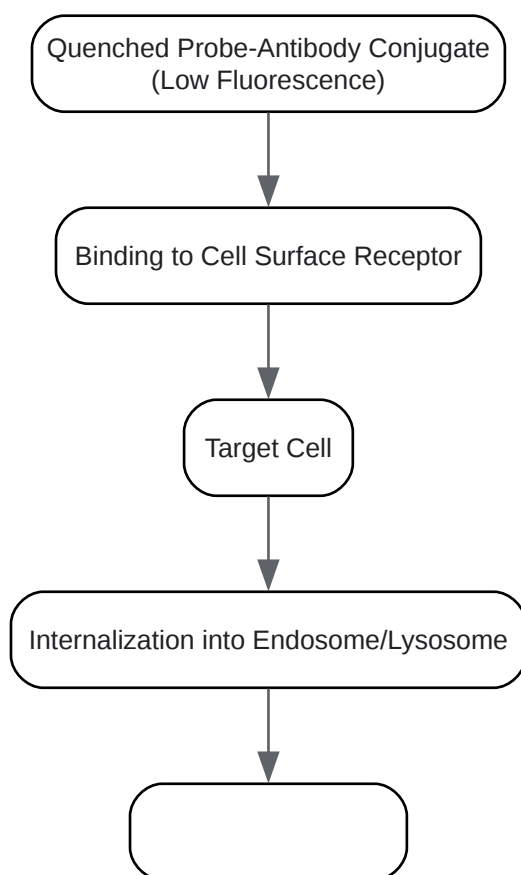 Quenched Probe-Antibody Conjugate
(Low Fluorescence)
Binding to Cell Surface Receptor
Target Cell
Internalization into Endosome/Lysosome